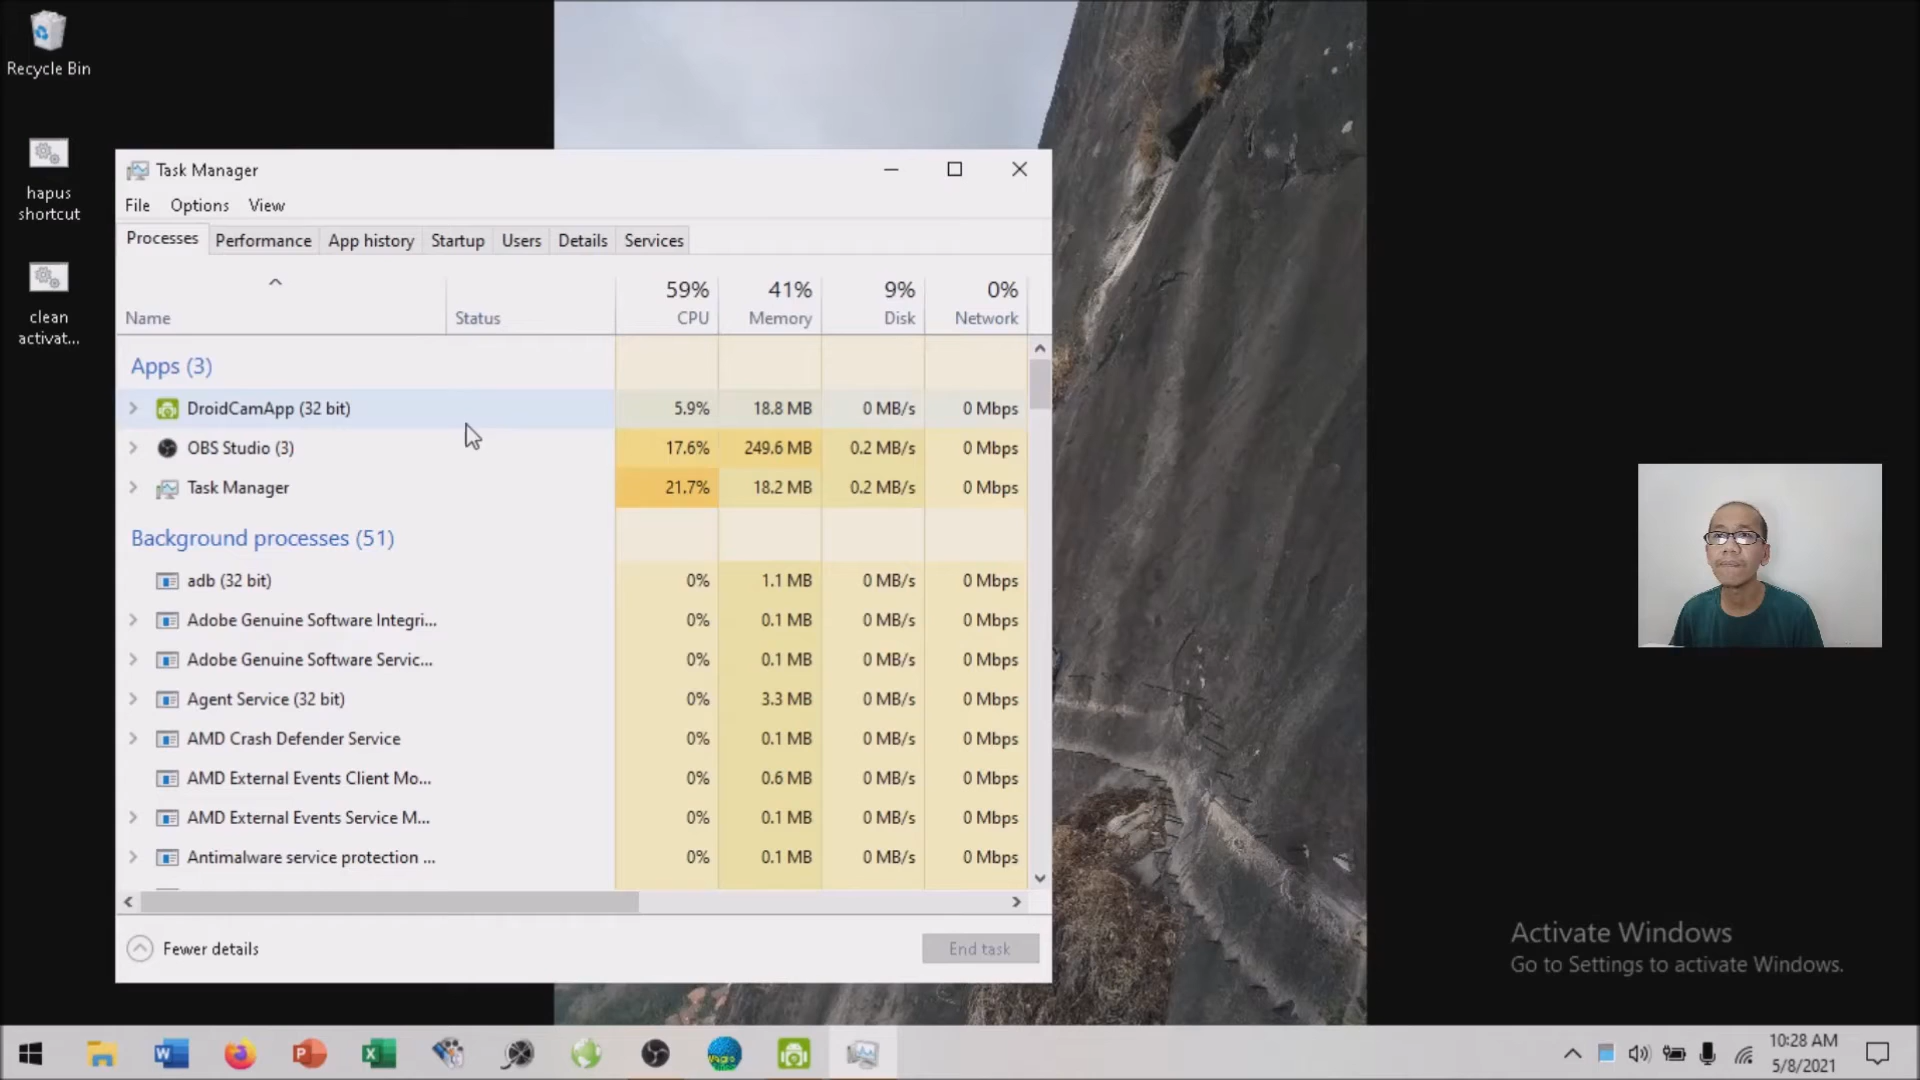 Recycle Bin
hapus
shortcut
clean
activat...
Task Manager
File Options View
Processes Performance App history Startup Users Details Services
59% 41% 9% 0%
Name Status CPU Memory Disk Network
Apps (3)
DroidCamApp (32 bit) 5.9% 18.8 MB 0 MB/s 0 Mbps
OBS Studio (3) 17.6% 249.6 MB 0.2 MB/s 0 Mbps
Task Manager 21.7% 18.2 MB 0.2 MB/s 0 Mbps
Background processes (51)
adb (32 bit) 0% 1.1 MB 0 MB/s 0 Mbps
Adobe Genuine Software Integri... 0% 0.1 MB 0 MB/s 0 Mbps
Adobe Genuine Software Servic... 0% 0.1 MB 0 MB/s 0 Mbps
Agent Service (32 bit) 0% 3.3 MB 0 MB/s 0 Mbps
AMD Crash Defender Service 0% 0.1 MB 0 MB/s 0 Mbps
AMD External Events Client Mo... 0% 0.6 MB 0 MB/s 0 Mbps
AMD External Events Service M... 0% 0.1 MB 0 MB/s 0 Mbps
Antimalware service protection ... 0% 0.1 MB 0 MB/s 0 Mbps
Fewer details End task
Activate Windows
Go to Settings to activate Windows.
10:28 AM
5/8/2021